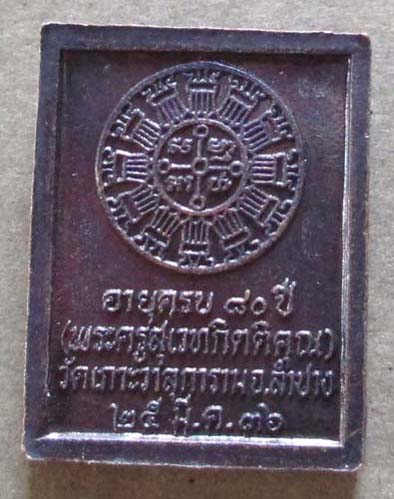 อายุครบ ๘๐ ปี
(พระครูสุเวทกิตติคุณ)
วัดเกาะวาลุการาม อ.ลำปาง
๒๕ มี.ค.๓๖